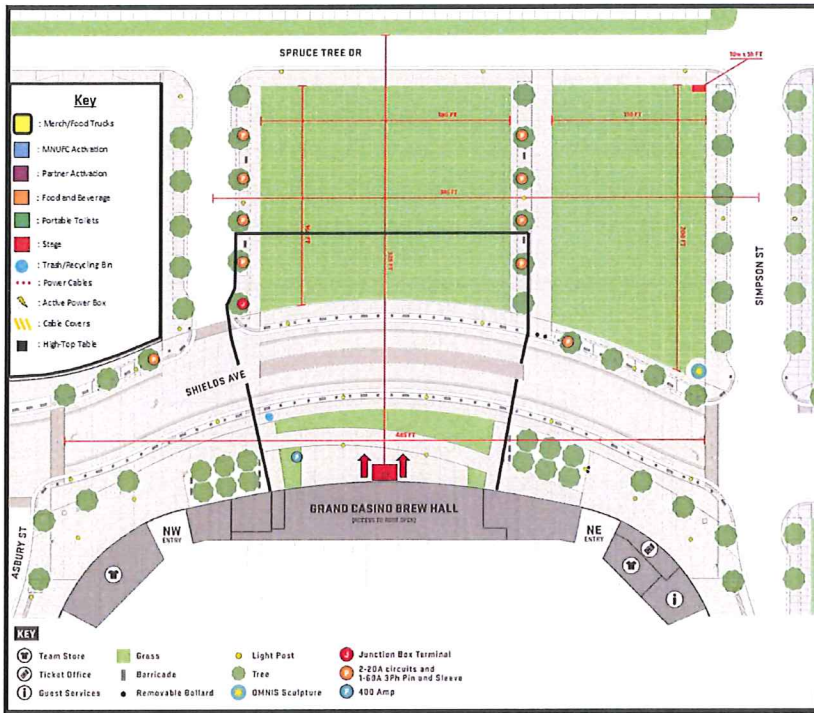 SPRUCE TREE DR
Key
: Merch/Food Trucks
: MNUFC Activation
: Partner Activation
: Food and Beverage
: Portable Toilets
: Stage
: Trash/Recycling Bin
: Power Cables
: Active Power Box
: Cable Covers
: High-Top Table
SIMPSON ST
SHIELDS AVE
J
P
GRAND CASINO BREW HALL
NW
ENTRY
NE
ENTRY
ASBURY ST
KEY
Team Store
Grass
Light Post
Junction Box Terminal
Ticket Office
Barricade
Tree
2-20A circuits and
1-60A 3Ph Pin and Sleeve
Guest Services
Removable Bollard
OMNIS Sculpture
400 Amp